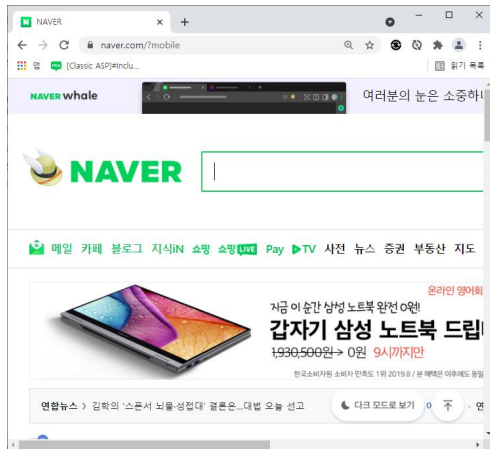 NAVER
naver.com/?mobile
앱 [Classic ASP]#inclu... 읽기 목록
NAVER whale 여러분의 눈은 소중하니
NAVER
메일 카페 블로그 지식iN 쇼핑 쇼핑LIVE Pay ▶TV 사전 뉴스 증권 부동산 지도
온라인 영어회
지금 이 순간 삼성 노트북 완전 0원!
갑자기 삼성 노트북 드립
1,930,500원 > 0원 9시까지만
한국소비자원 소비자 만족도 1위 2019.8 / 본 혜택은 이후에도 동일
연합뉴스 > 김학의 '스폰서 뇌물·성접대' 결론은...대법 오늘 선고 다크 모드로 보기